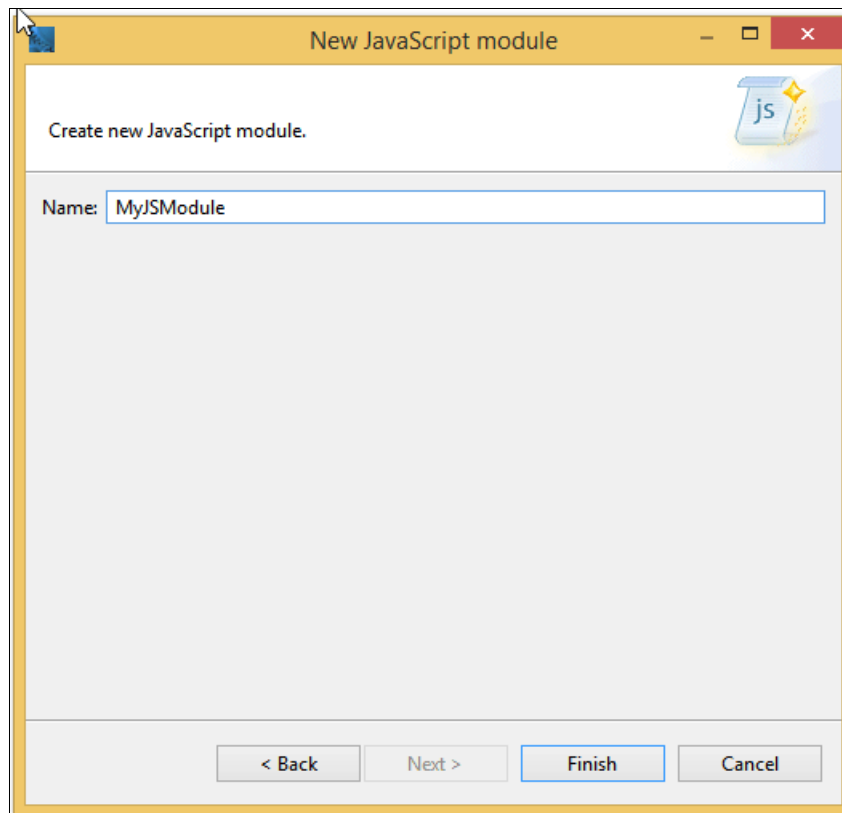 New JavaScript module
js
Create new JavaScript module.
Name: MyJSModule
< Back Next > Finish Cancel